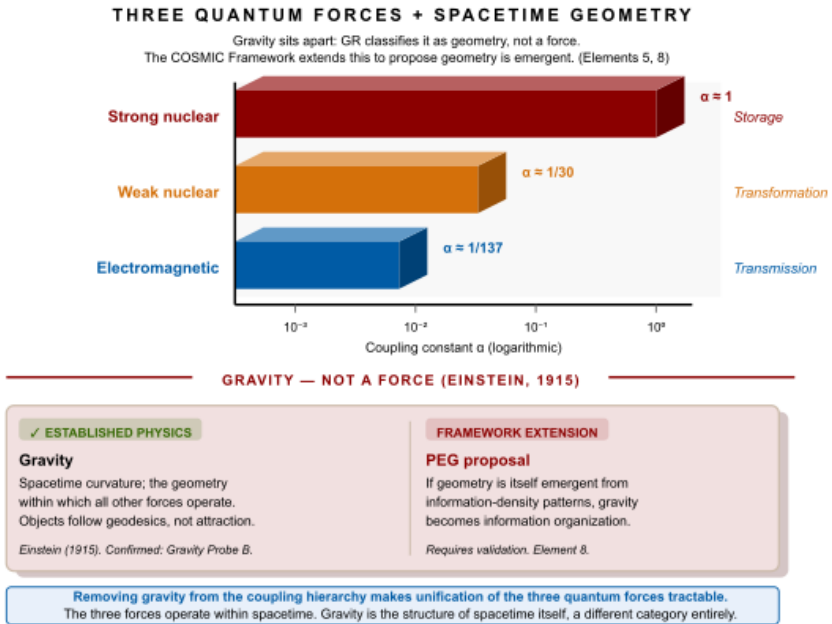 THREE QUANTUM FORCES + SPACETIME GEOMETRY
Gravity sits apart: GR classifies it as geometry, not a force.
The COSMIC Framework extends this to propose geometry is emergent. (Elements 5, 8)
Strong nuclear
α ≈ 1
Storage
Weak nuclear
α ≈ 1/30
Transformation
Electromagnetic
α ≈ 1/137
Transmission
10⁻³ 10⁻² 10⁻¹ 10⁰
Coupling constant α (logarithmic)
GRAVITY — NOT A FORCE (EINSTEIN, 1915)
✓ ESTABLISHED PHYSICS
Gravity
Spacetime curvature; the geometry
within which all other forces operate.
Objects follow geodesics, not attraction.
Einstein (1915). Confirmed: Gravity Probe B.
FRAMEWORK EXTENSION
PEG proposal
If geometry is itself emergent from
information-density patterns, gravity
becomes information organization.
Requires validation. Element 8.
Removing gravity from the coupling hierarchy makes unification of the three quantum forces tractable.
The three forces operate within spacetime. Gravity is the structure of spacetime itself, a different category entirely.